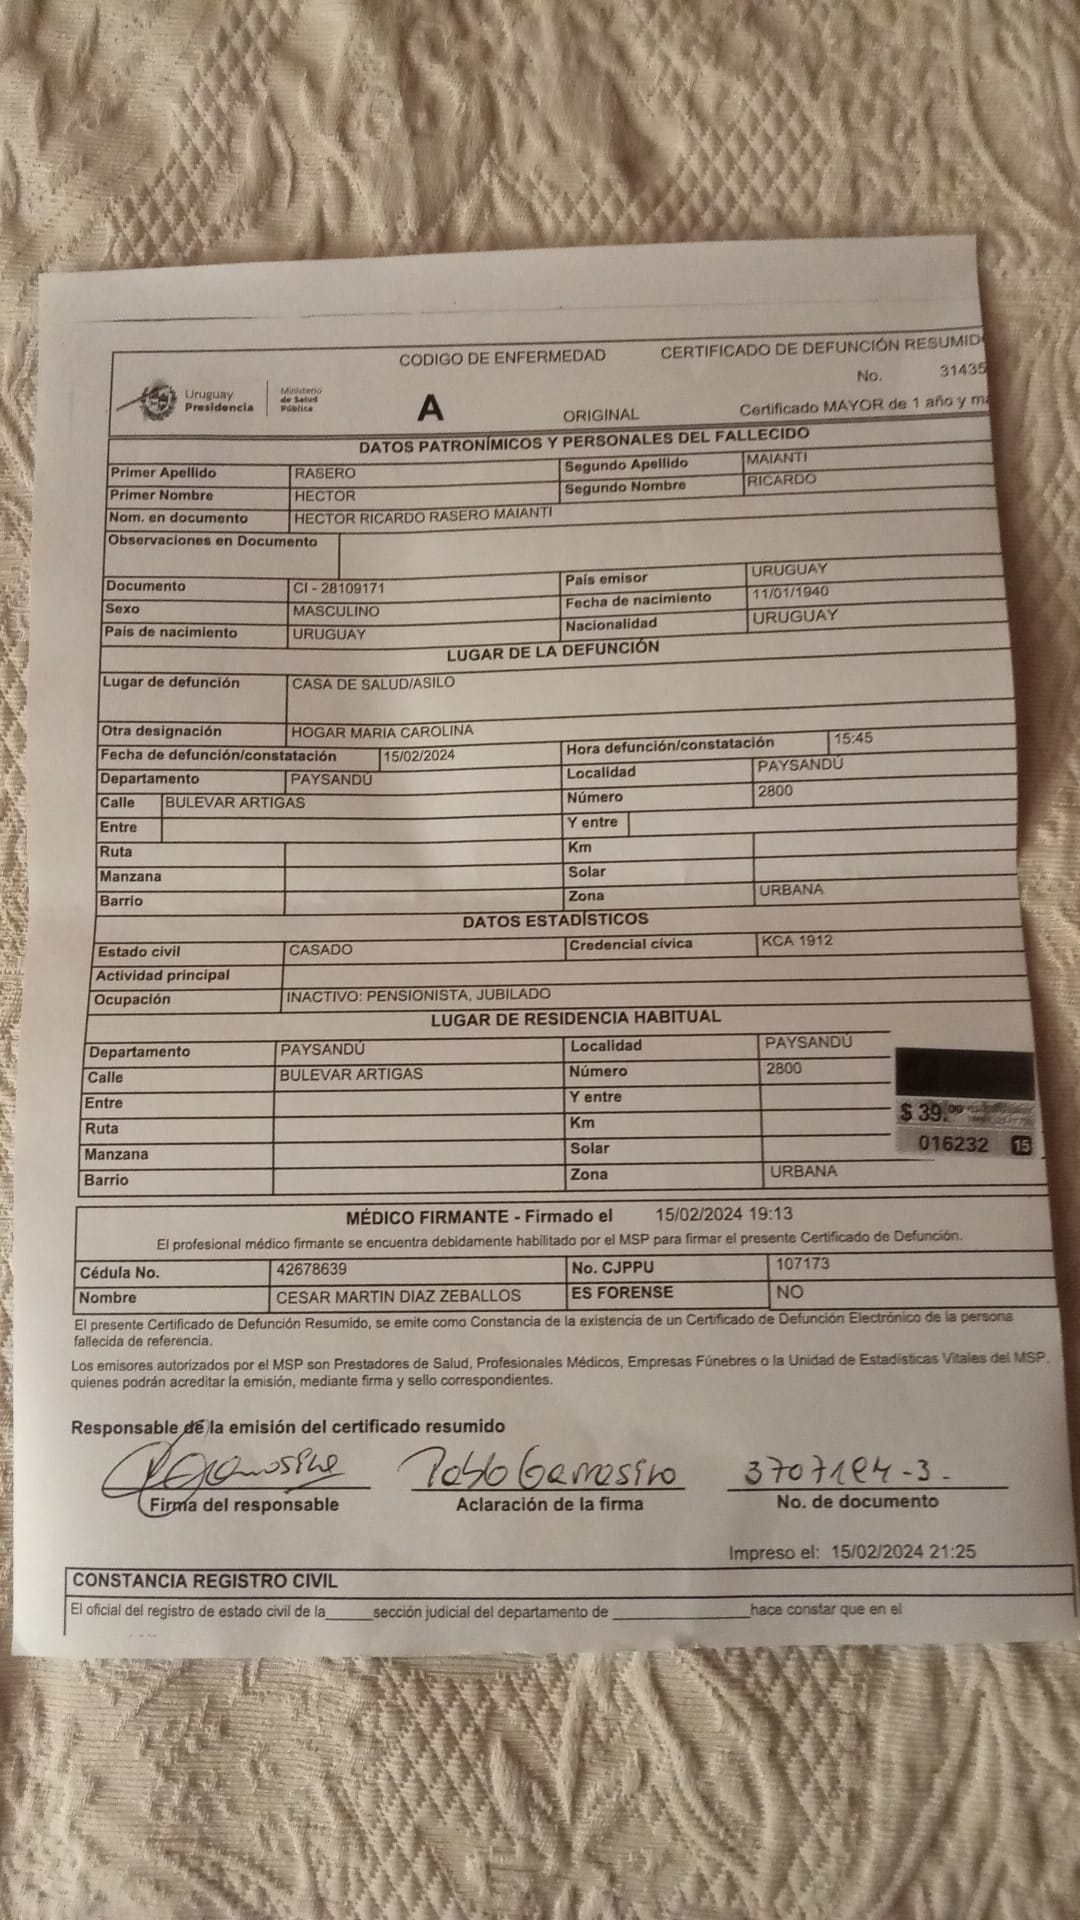 CODIGO DE ENFERMEDAD CERTIFICADO DE DEFUNCIÓN RESUMID
No. 31435
Uruguay Presidencia Ministerio de Salud Pública
A ORIGINAL Certificado MAYOR de 1 año y m
DATOS PATRONÍMICOS Y PERSONALES DEL FALLECIDO
Primer Apellido RASERO Segundo Apellido MAIANTI
Primer Nombre HECTOR Segundo Nombre RICARDO
Nom. en documento HECTOR RICARDO RASERO MAIANTI
Observaciones en Documento
Documento CI - 28109171 País emisor URUGUAY
Sexo MASCULINO Fecha de nacimiento 11/01/1940
País de nacimiento URUGUAY Nacionalidad URUGUAY
LUGAR DE LA DEFUNCIÓN
Lugar de defunción CASA DE SALUD/ASILO
Otra designación HOGAR MARIA CAROLINA
Fecha de defunción/constatación 15/02/2024 Hora defunción/constatación 15:45
Departamento PAYSANDÚ Localidad PAYSANDÚ
Calle BULEVAR ARTIGAS Número 2800
Entre Y entre
Ruta Km
Manzana Solar
Barrio Zona URBANA
DATOS ESTADÍSTICOS
Estado civil CASADO Credencial cívica KCA 1912
Actividad principal
Ocupación INACTIVO: PENSIONISTA, JUBILADO
LUGAR DE RESIDENCIA HABITUAL
Departamento PAYSANDÚ Localidad PAYSANDÚ
Calle BULEVAR ARTIGAS Número 2800
Entre Y entre
Ruta Km
$ 39.00
Manzana Solar
016232 15
Barrio Zona URBANA
MÉDICO FIRMANTE - Firmado el 15/02/2024 19:13
El profesional médico firmante se encuentra debidamente habilitado por el MSP para firmar el presente Certificado de Defunción.
Cédula No. 42678639 No. CJPPU 107173
Nombre CESAR MARTIN DIAZ ZEBALLOS ES FORENSE NO
El presente Certificado de Defunción Resumido, se emite como Constancia de la existencia de un Certificado de Defunción Electrónico de la persona
fallecida de referencia.
Los emisores autorizados por el MSP son Prestadores de Salud, Profesionales Médicos, Empresas Fúnebres o la Unidad de Estadísticas Vitales del MSP,
quienes podrán acreditar la emisión, mediante firma y sello correspondientes.
Responsable de la emisión del certificado resumido
Pablo
Firma del responsable Aclaración de la firma No. de documento
Impreso el: 15/02/2024 21:25
CONSTANCIA REGISTRO CIVIL
El oficial del registro de estado civil de la______sección judicial del departamento de ________________hace constar que en el